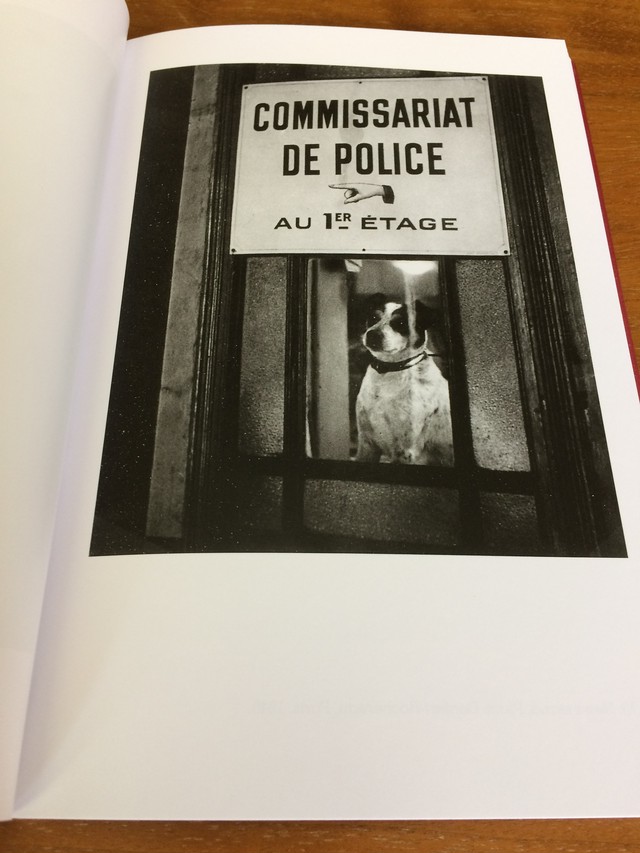 COMMISSARIAT
DE POLICE
AU 1ER ÉTAGE